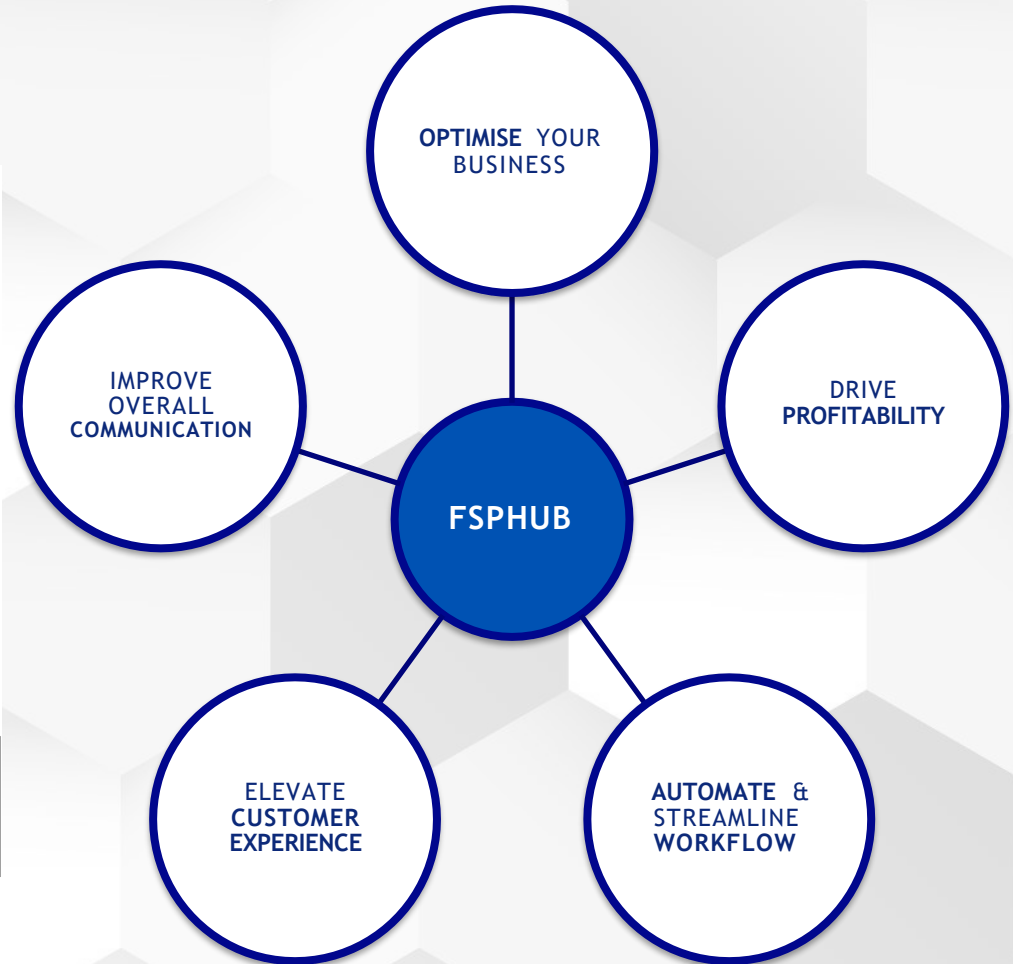 OPTIMISE YOUR
BUSINESS
IMPROVE
OVERALL
COMMUNICATION
DRIVE
PROFITABILITY
FSPHUB
ELEVATE
CUSTOMER
EXPERIENCE
AUTOMATE &
STREAMLINE
WORKFLOW